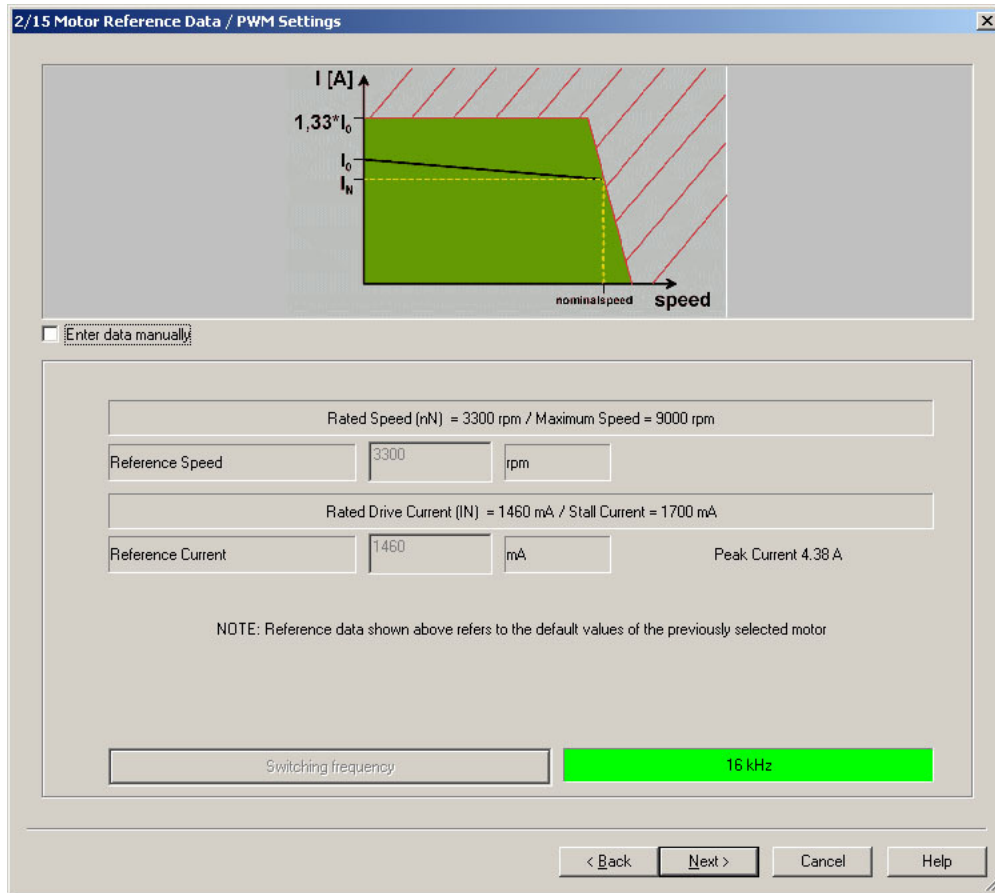 2/15 Motor Reference Data / PWM Settings
I [A]
1,33*I₀
I₀
I_N
nominalspeed
speed
Enter data manually
Rated Speed (nN) = 3300 rpm / Maximum Speed = 9000 rpm
Reference Speed 3300 rpm
Rated Drive Current (IN) = 1460 mA / Stall Current = 1700 mA
Reference Current 1460 mA Peak Current 4.38 A
NOTE: Reference data shown above refers to the default values of the previously selected motor
Switching frequency 16 kHz
< Back Next > Cancel Help